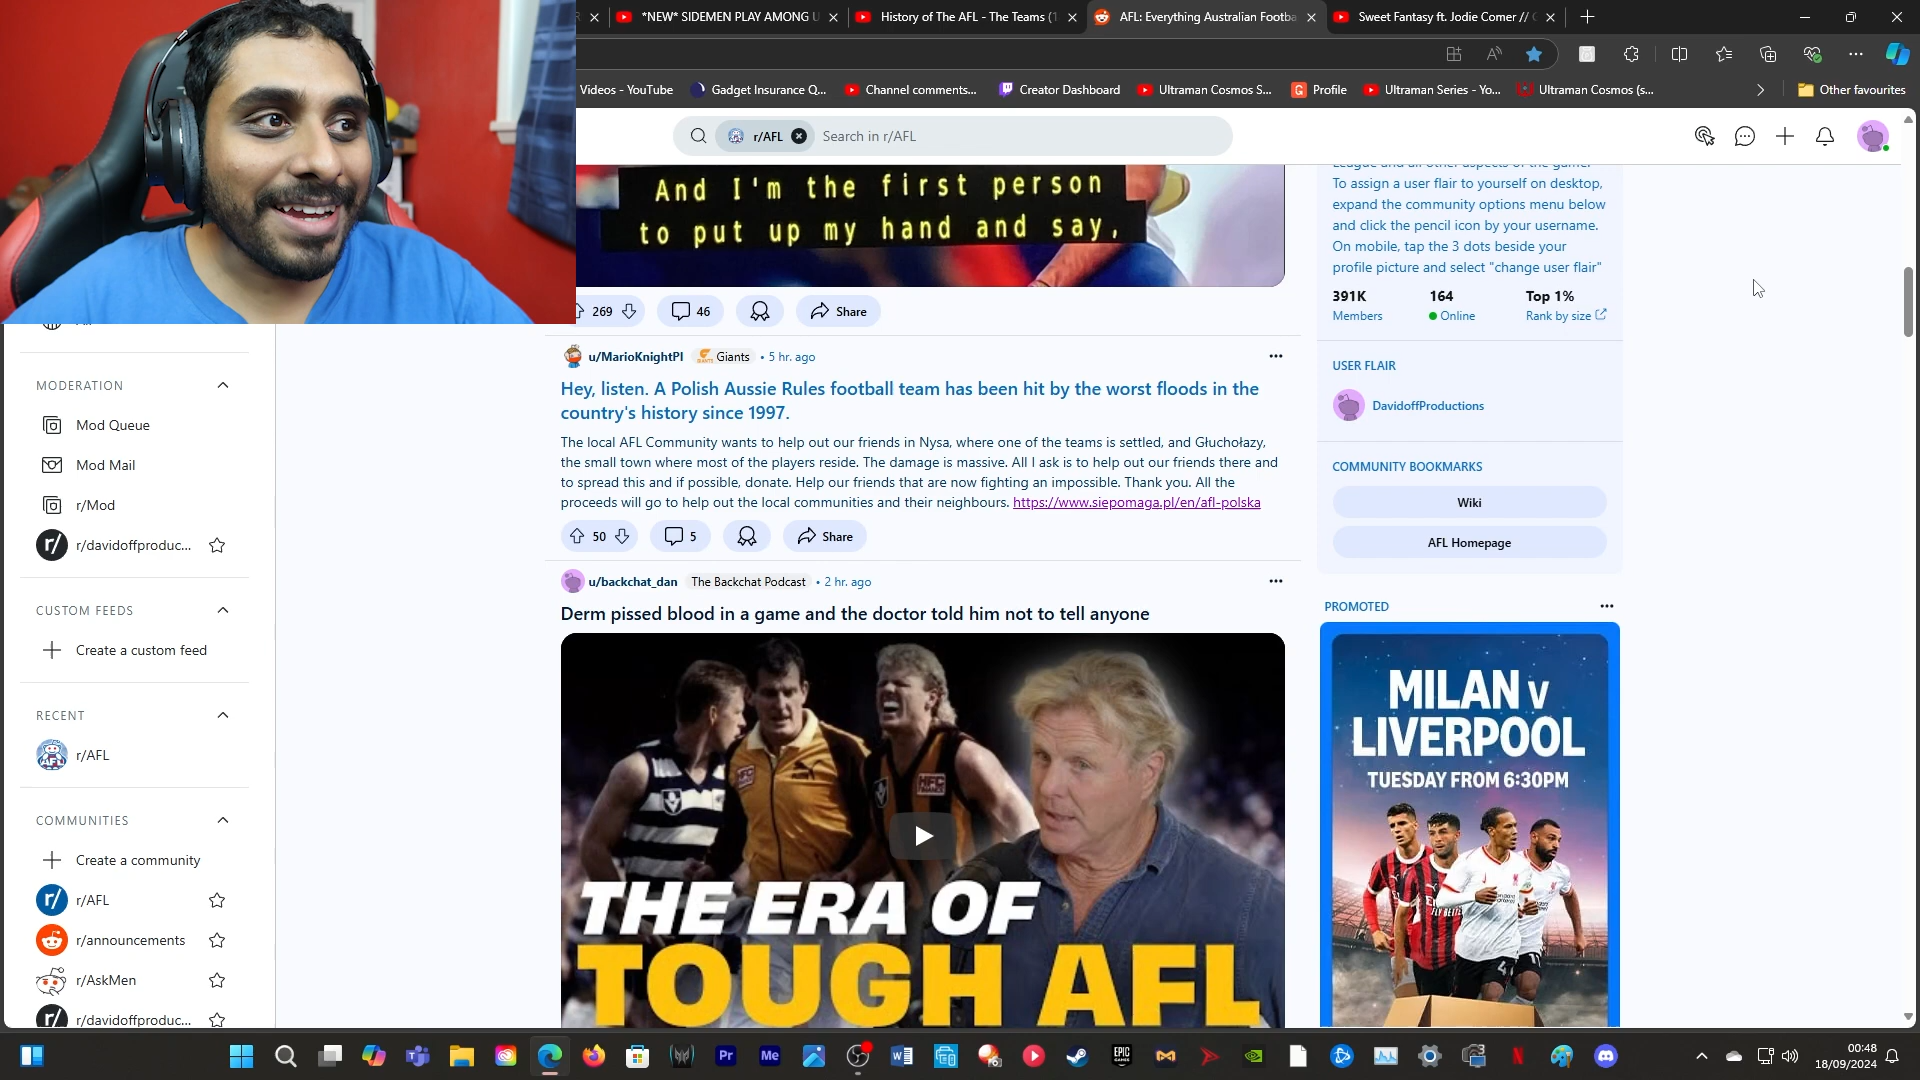 *NEW* SIDEMEN PLAY AMONG U
History of The AFL - The Teams (1
AFL: Everything Australian Footba
Sweet Fantasy ft. Jodie Comer //
Videos - YouTube
Gadget Insurance Q...
Channel comments...
Creator Dashboard
Ultraman Cosmos S...
Profile
Ultraman Series - Yo...
Ultraman Cosmos (s...
Other favourites
r/AFL
Search in r/AFL
And I'm the first person
to put up my hand and say,
269
46
Share
u/MarioKnightPl Giants • 5 hr. ago
Hey, listen. A Polish Aussie Rules football team has been hit by the worst floods in the
country's history since 1997.
The local AFL Community wants to help out our friends in Nysa, where one of the teams is settled, and Głuchołazy,
the small town where most of the players reside. The damage is massive. All I ask is to help out our friends there and
to spread this and if possible, donate. Help our friends that are now fighting an impossible. Thank you. All the
proceeds will go to help out the local communities and their neighbours. https://www.siepomaga.pl/en/afl-polska
50
5
Share
u/backchat_dan The Backchat Podcast • 2 hr. ago
Derm pissed blood in a game and the doctor told him not to tell anyone
HFC
THE ERA OF
TOUGH AFL
To assign a user flair to yourself on desktop,
expand the community options menu below
and click the pencil icon by your username.
On mobile, tap the 3 dots beside your
profile picture and select "change user flair"
391K
Members
164
Online
Top 1%
Rank by size
USER FLAIR
DavidoffProductions
COMMUNITY BOOKMARKS
Wiki
AFL Homepage
PROMOTED
MILAN v
LIVERPOOL
TUESDAY FROM 6:30PM
MODERATION
Mod Queue
Mod Mail
r/Mod
r/davidoffproduc...
CUSTOM FEEDS
Create a custom feed
RECENT
r/AFL
COMMUNITIES
Create a community
r/AFL
r/announcements
r/AskMen
r/davidoffproduc...
00:48
18/09/2024